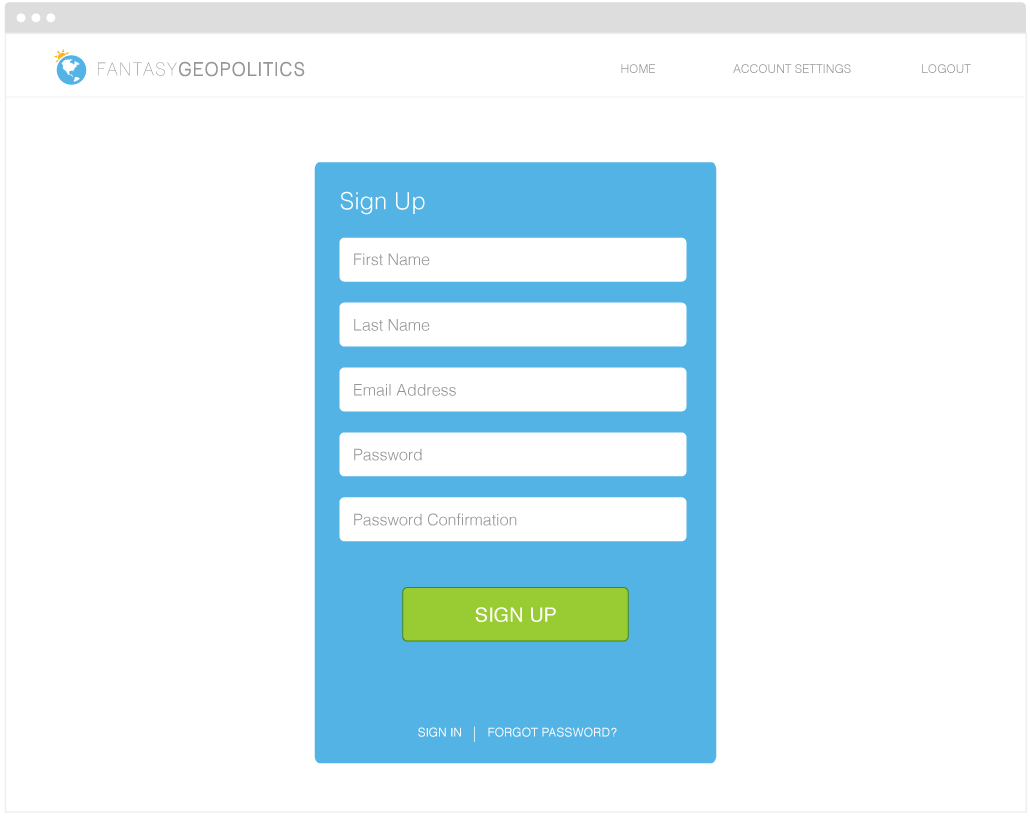 FANTASYGEOPOLITICS HOME ACCOUNT SETTINGS LOGOUT
Sign Up
First Name
Last Name
Email Address
Password
Password Confirmation
SIGN UP
SIGN IN | FORGOT PASSWORD?